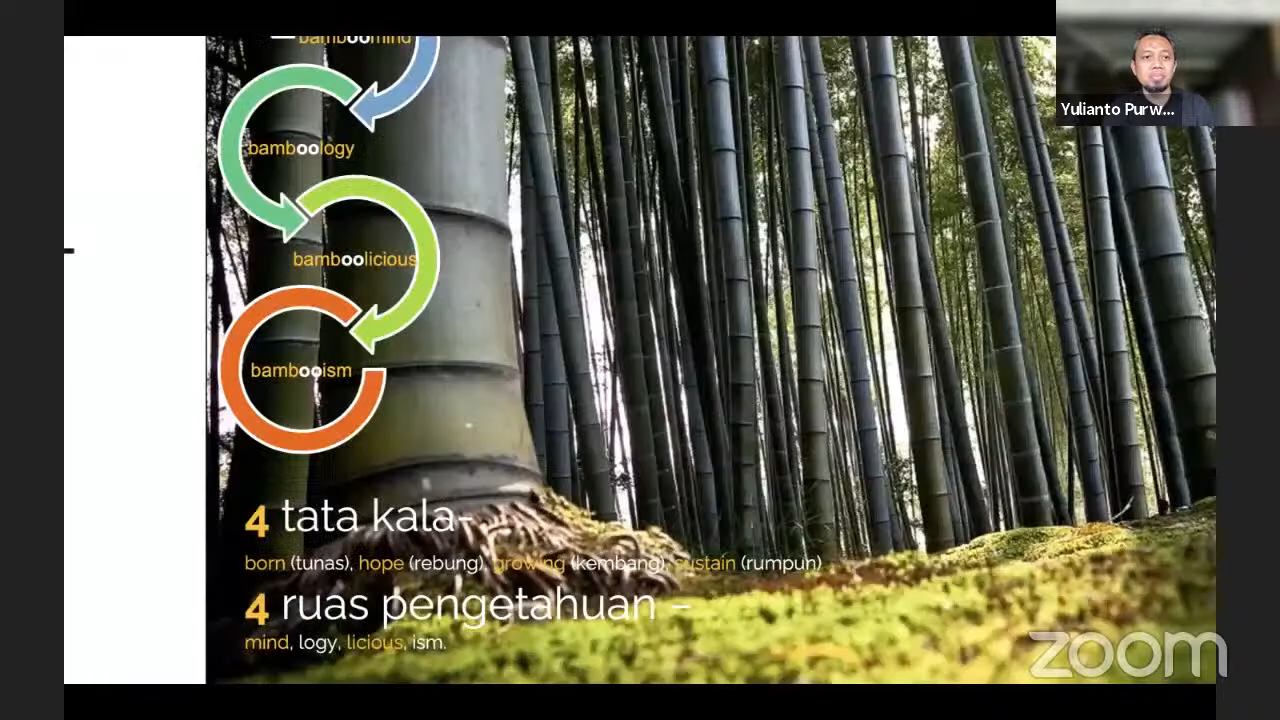 bamboomind
Yulianto Purw...
bamboology
bamboolicious
bambooism
4 tata kala-
born (tunas), hope (rebung), growing (kembang), sustain (rumpun)
4 ruas pengetahuan –
mind, logy, licious, ism.
zoom